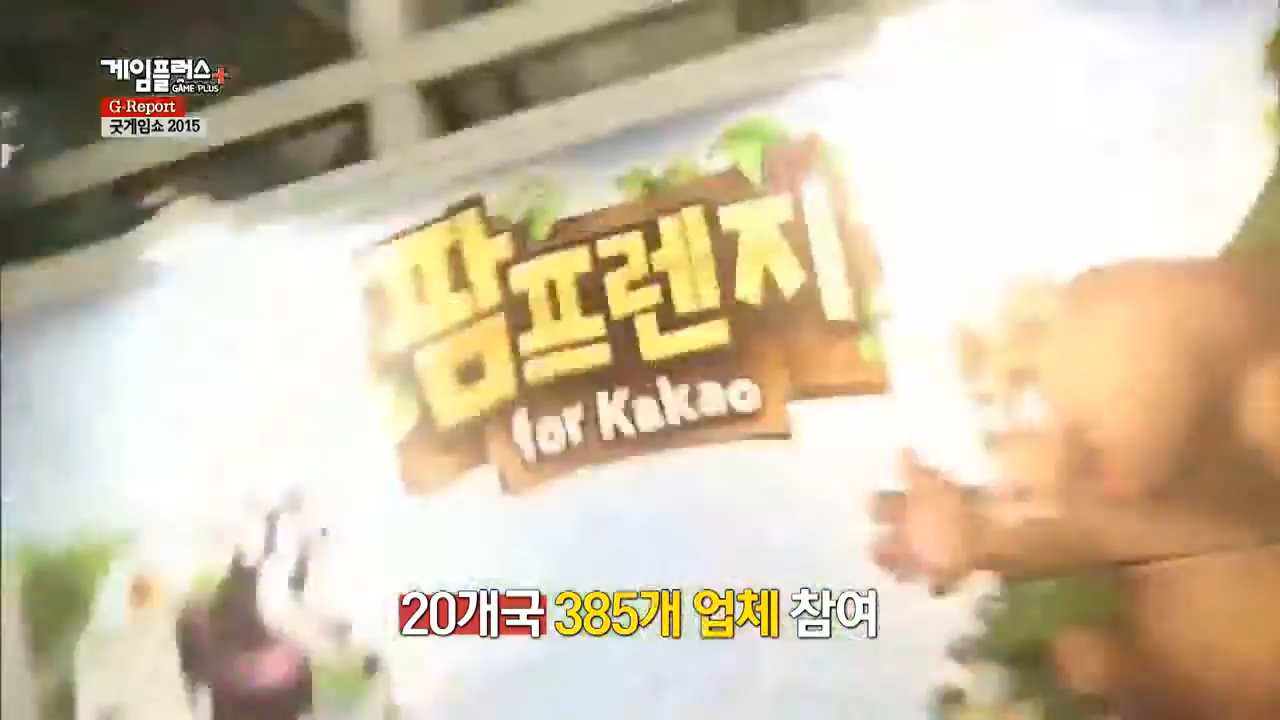 게임플러스+
GAME PLUS
G-Report
굿게임쇼 2015
팜프렌지
for Kakao
20개국 385개 업체 참여